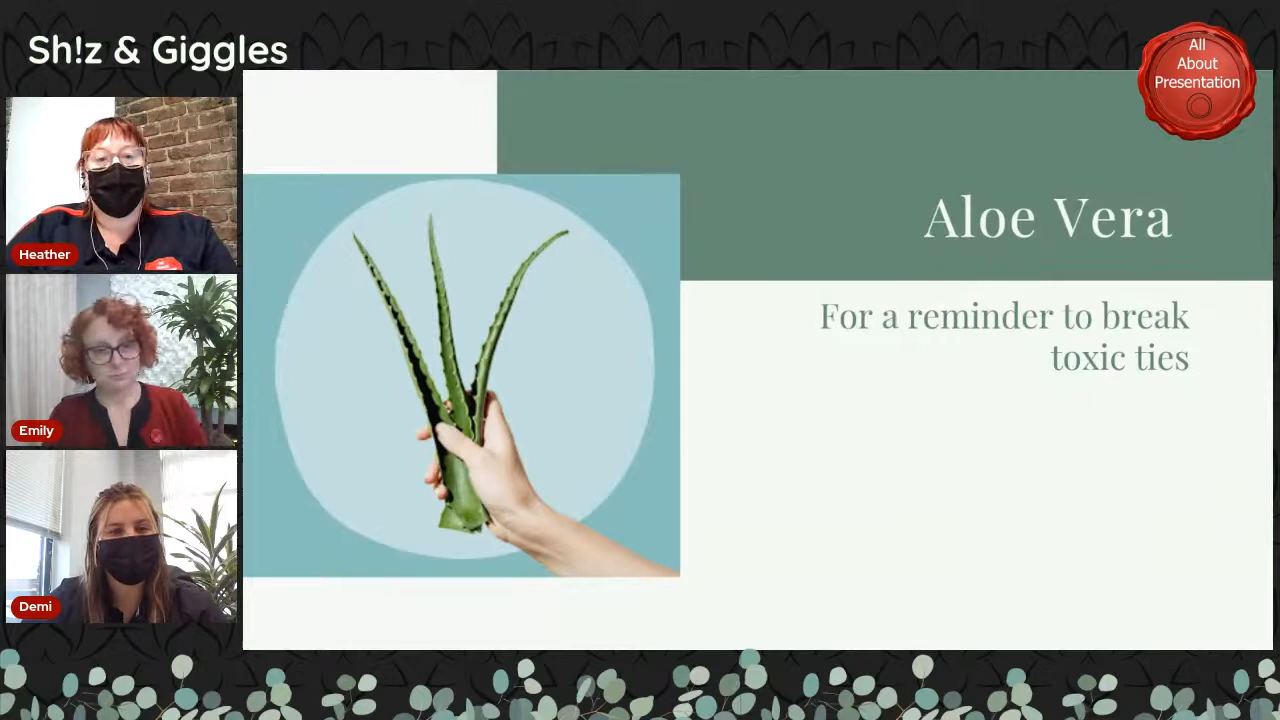 Sh!z & Giggles
All
About
Presentation
Heather
Emily
Demi
Aloe Vera
For a reminder to break
toxic ties